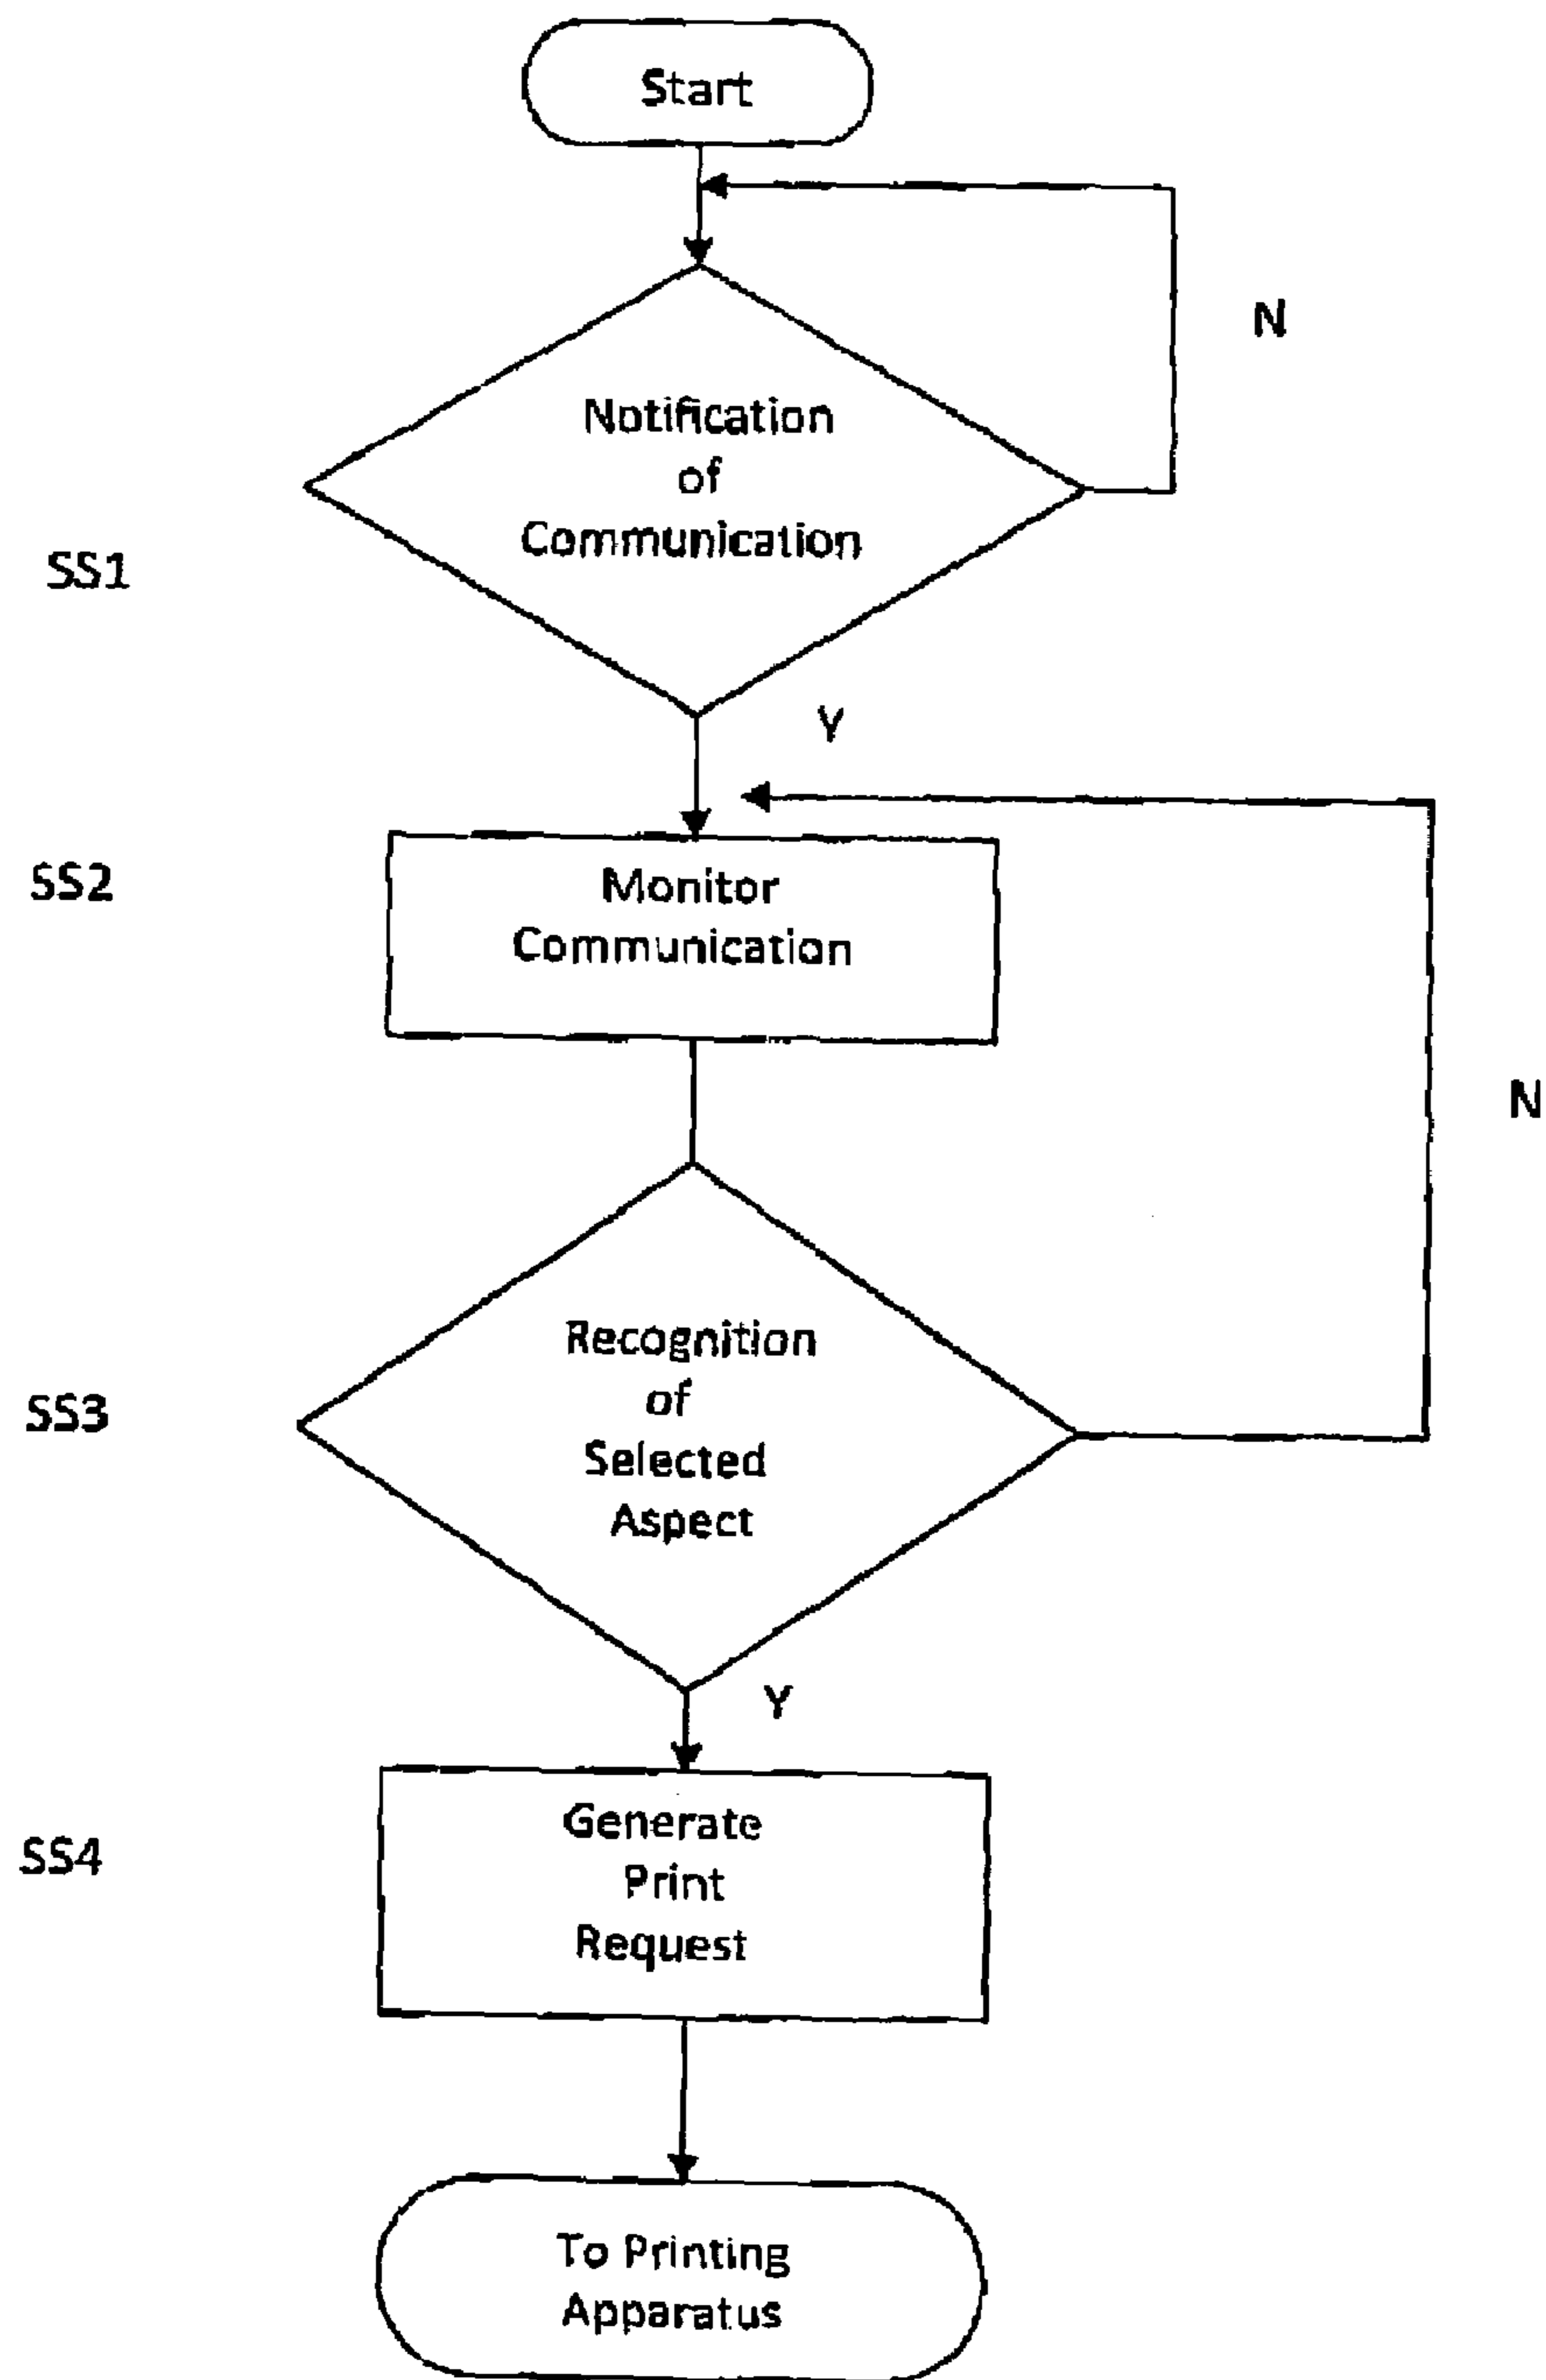 Start
N
Notification
of
Communication
SS1
Y
SS2
Monitor
Communication
N
Recognition
of
Selected
Aspect
SS3
Y
Generate
Print
Request
SS4
To Printing
Apparatus